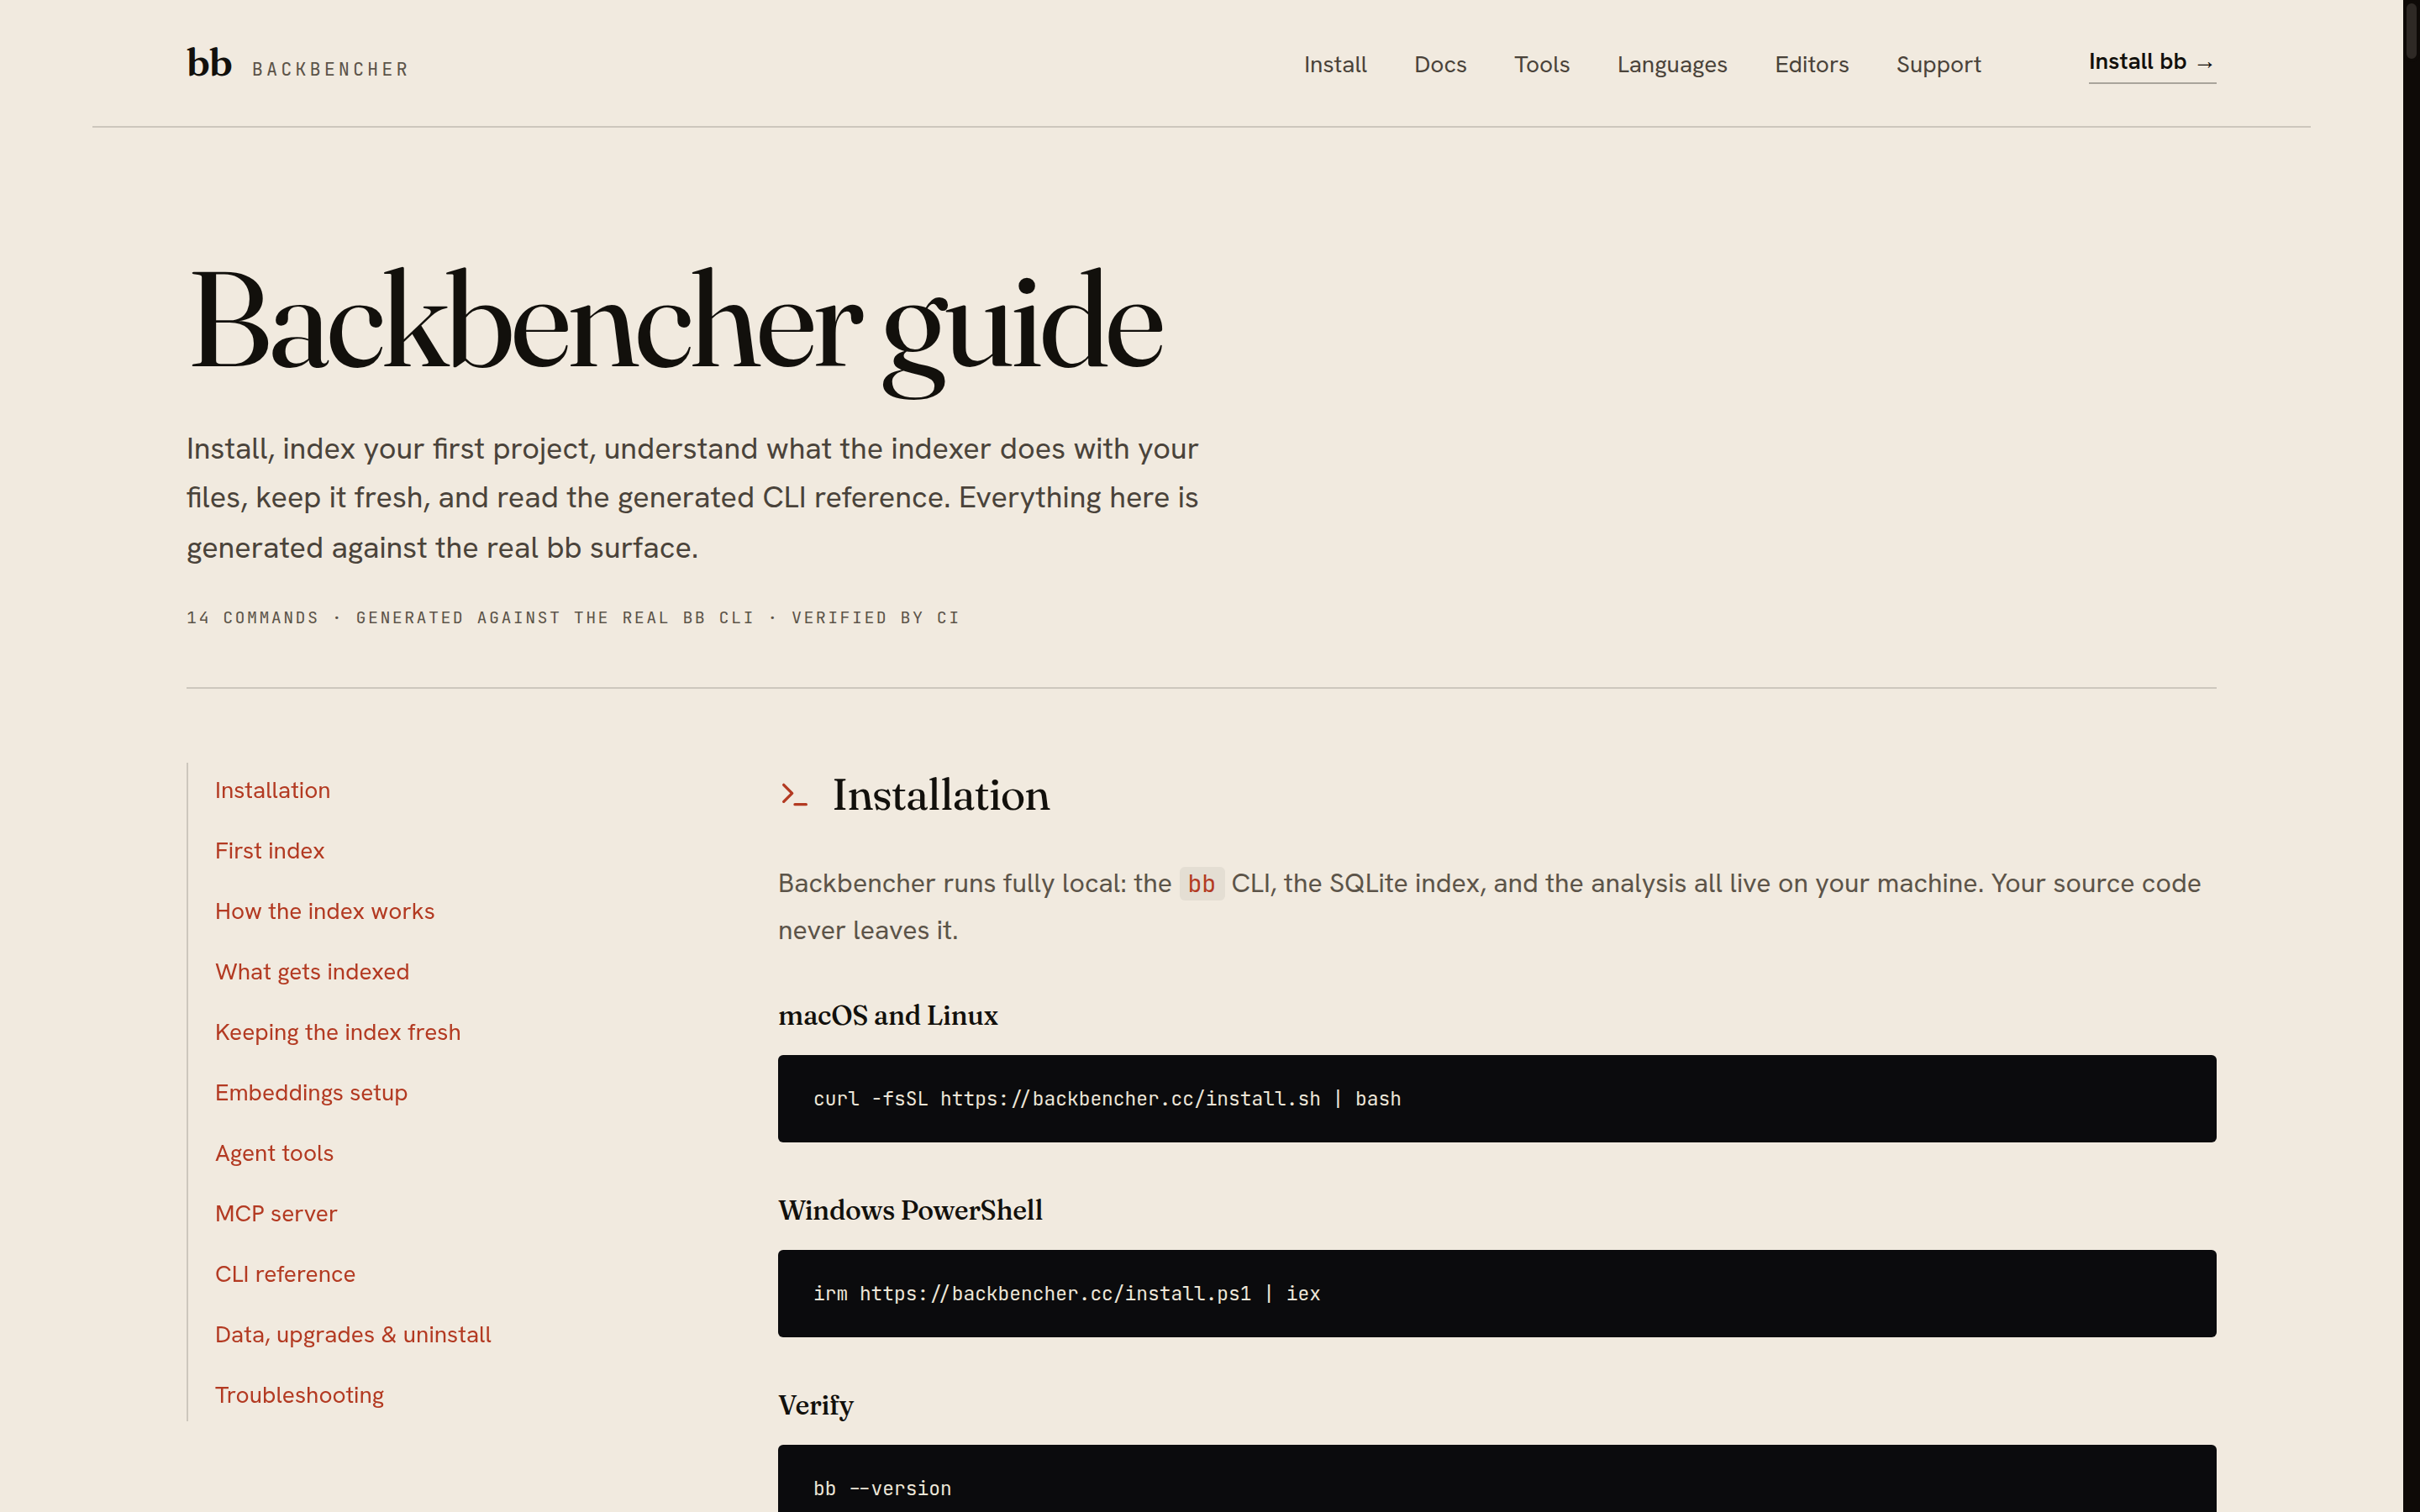 bb BACKBENCHER
Install Docs Tools Languages Editors Support Install bb →
Backbencher guide
Install, index your first project, understand what the indexer does with your
files, keep it fresh, and read the generated CLI reference. Everything here is
generated against the real bb surface.
14 COMMANDS · GENERATED AGAINST THE REAL BB CLI · VERIFIED BY CI
Installation
First index
How the index works
What gets indexed
Keeping the index fresh
Embeddings setup
Agent tools
MCP server
CLI reference
Data, upgrades & uninstall
Troubleshooting
Installation
Backbencher runs fully local: the bb CLI, the SQLite index, and the analysis all live on your machine. Your source code
never leaves it.
macOS and Linux
curl -fsSL https://backbencher.cc/install.sh | bash
Windows PowerShell
irm https://backbencher.cc/install.ps1 | iex
Verify
bb --version